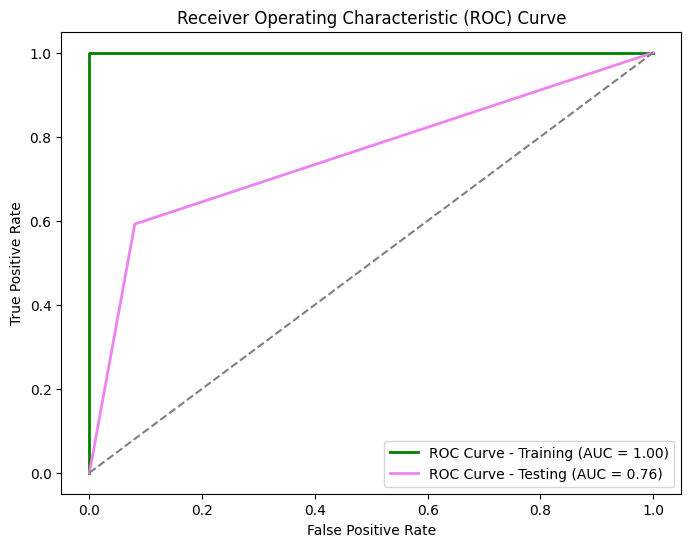 Receiver Operating Characteristic (ROC) Curve
1.0
0.8
0.6
0.4
0.2
0.0
True Positive Rate
ROC Curve - Training (AUC = 1.00)
ROC Curve - Testing (AUC = 0.76)
0.0 0.2 0.4 0.6 0.8 1.0
False Positive Rate